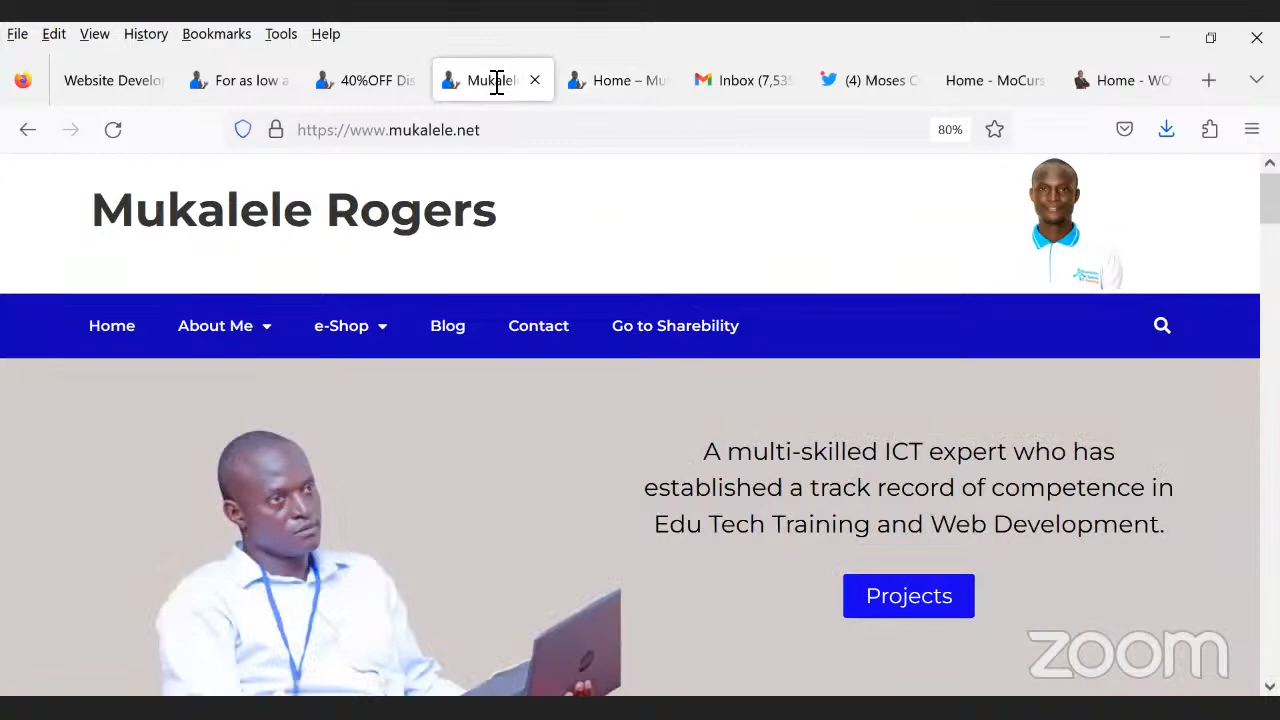 File Edit View History Bookmarks Tools Help
Website Develo For as low a 40%OFF Dis Mukalel Home – Mu Inbox (7,535 (4) Moses C Home - MoCurs Home - WO
https://www.mukalele.net 80%
Mukalele Rogers
Home About Me e-Shop Blog Contact Go to Sharebility
A multi-skilled ICT expert who has
established a track record of competence in
Edu Tech Training and Web Development.
Projects
zoom